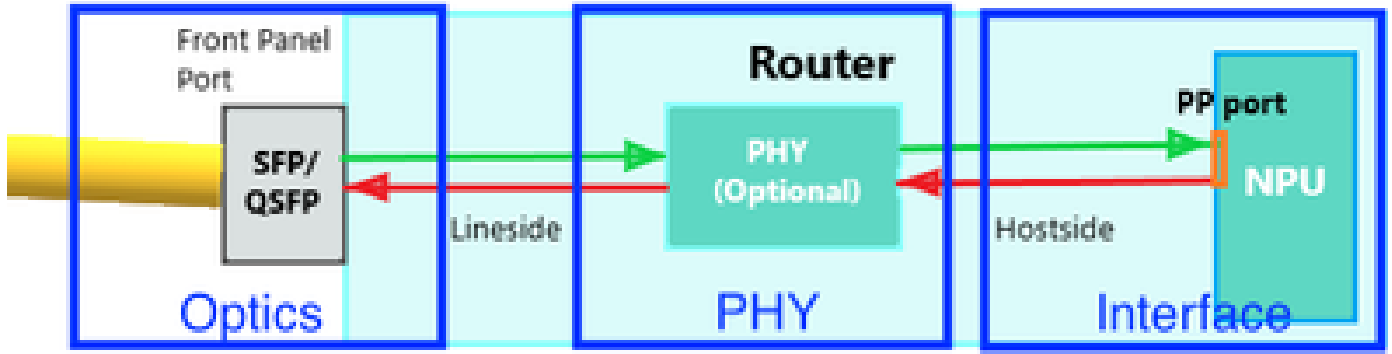 Front Panel
Port
SFP/
QSFP
Optics
Lineside
Router
PHY
(Optional)
PHY
Hostside
PP port
NPU
Interface